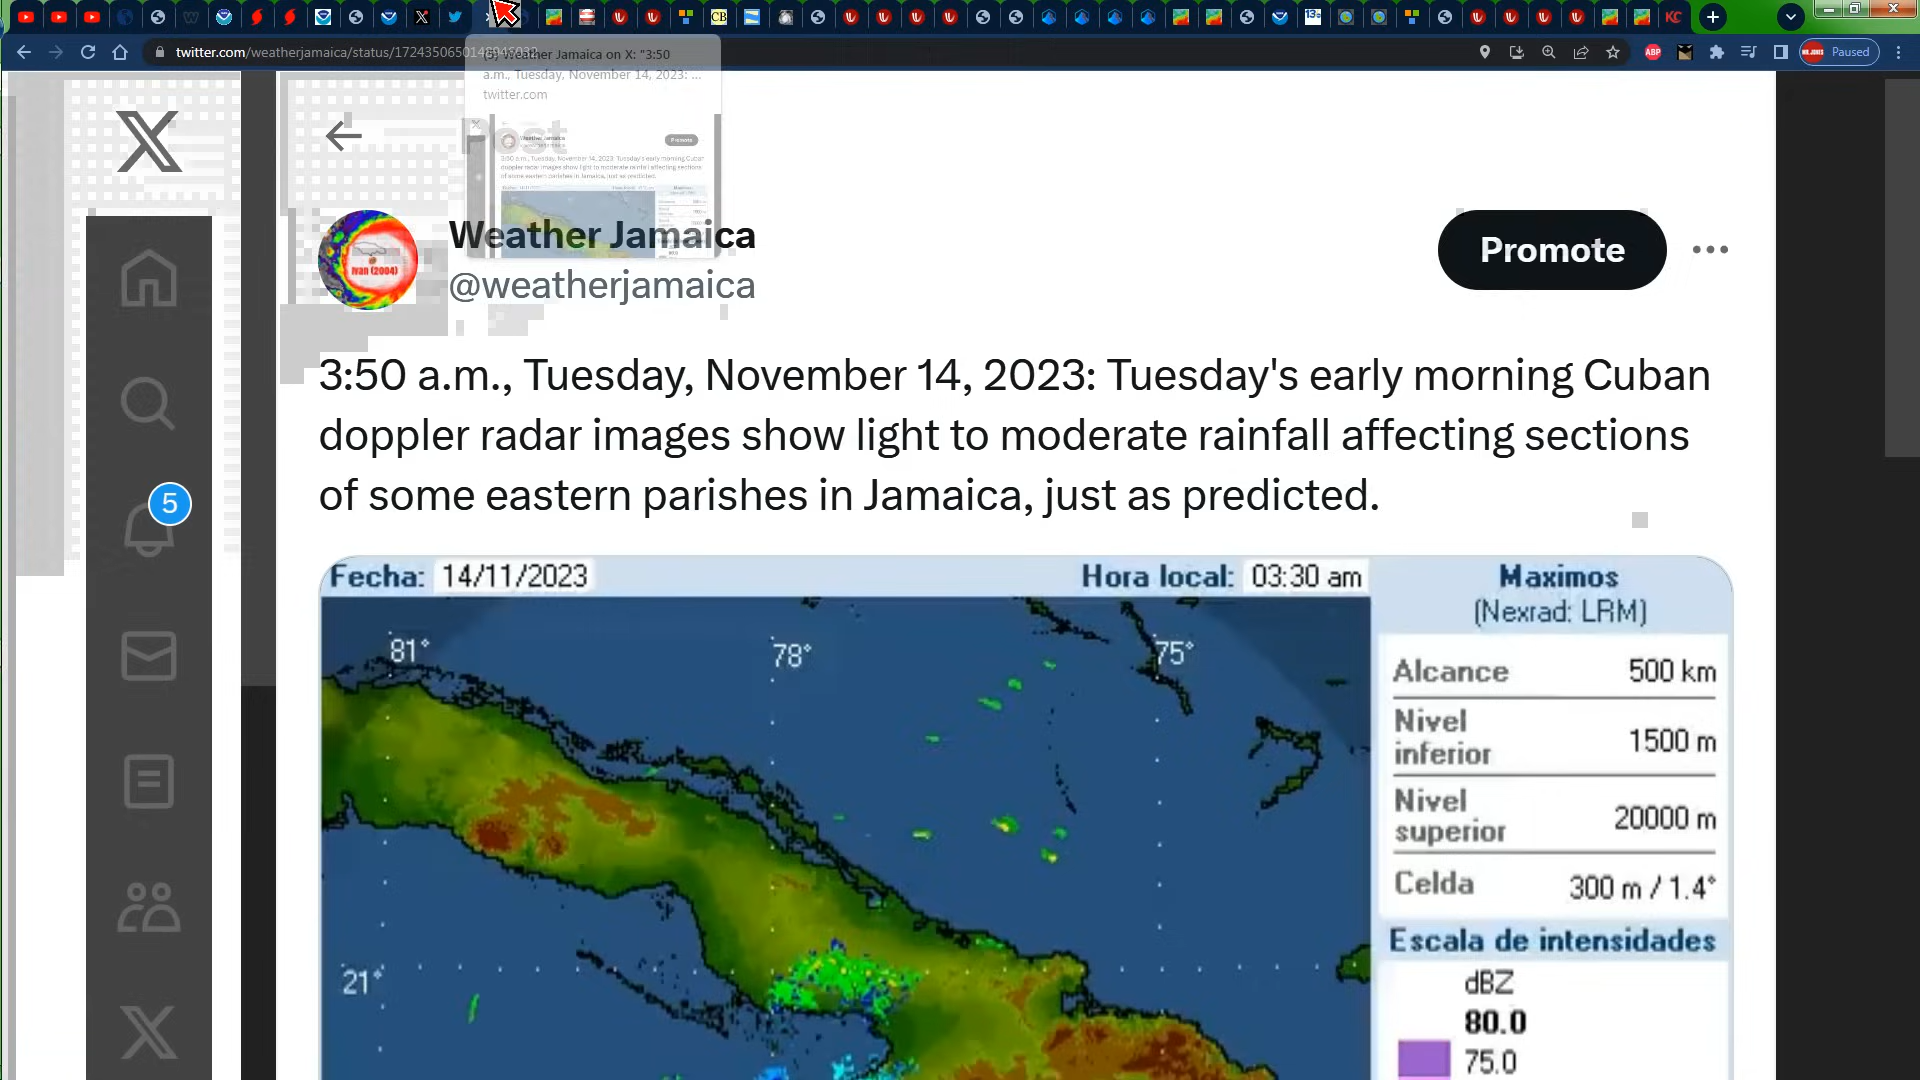 twitter.com/weatherjamaica/status/
Paused
Weather Jamaica on X: "3:50
a.m., Tuesday, November 14, 2023: ...
twitter.com
Post
Weather Jamaica
@weatherjamaica
Promote
3:50 a.m., Tuesday, November 14, 2023: Tuesday's early morning Cuban
doppler radar images show light to moderate rainfall affecting sections
of some eastern parishes in Jamaica, just as predicted.
Ivan (2004)
5
Fecha: 14/11/2023
Hora local: 03:30 am
81°
78°
75°
21°
Maximos
(Nexrad: LRM)
Alcance 500 km
Nivel
inferior 1500 m
Nivel
superior 20000 m
Celda 300 m / 1.4°
Escala de intensidades
dBZ
80.0
75.0